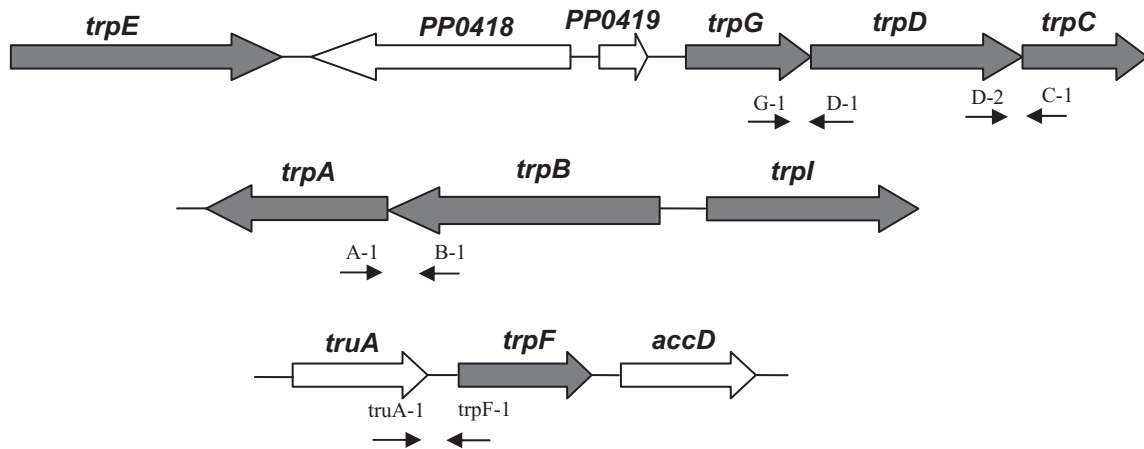 trpE PP0418 PP0419 trpG trpD trpC
G-1 D-1 D-2 C-1
trpA trpB trpI
A-1 B-1
truA trpF accD
truA-1 trpF-1